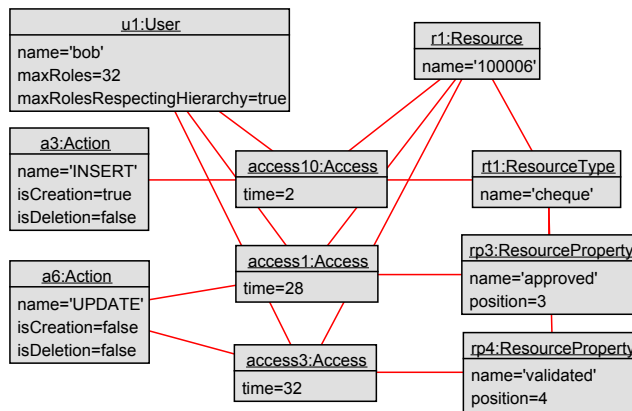 u1:User
name='bob'
maxRoles=32
maxRolesRespectingHierarchy=true
r1:Resource
name='100006'
a3:Action
name='INSERT'
isCreation=true
isDeletion=false
access10:Access
time=2
rt1:ResourceType
name='cheque'
access1:Access
time=28
rp3:ResourceProperty
name='approved'
position=3
a6:Action
name='UPDATE'
isCreation=false
isDeletion=false
access3:Access
time=32
rp4:ResourceProperty
name='validated'
position=4